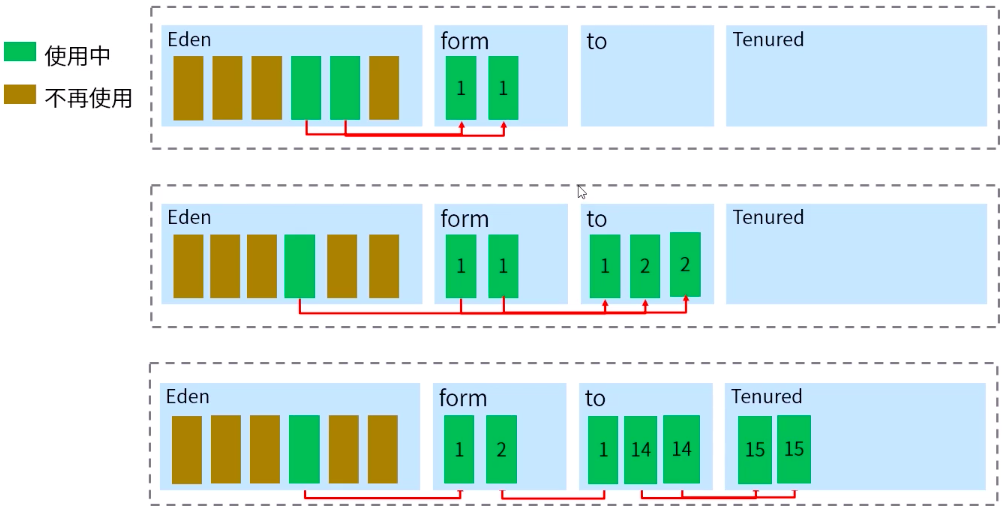 使用中
不再使用
Eden form to Tenured
1 1
Eden form to Tenured
1 1 1 2 2
Eden form to Tenured
1 2 1 14 14 15 15